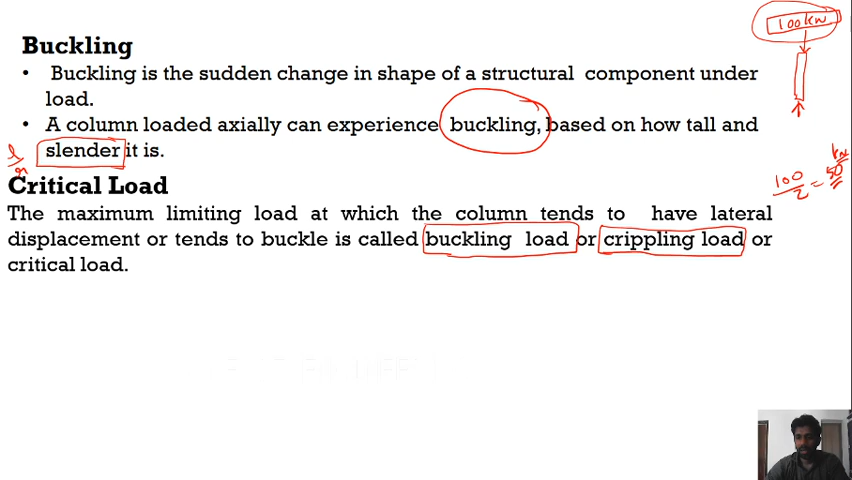 100kN
Buckling
• Buckling is the sudden change in shape of a structural component under
load.
• A column loaded axially can experience buckling, based on how tall and
slender it is.
l/r
100/2 = 50 kN
Critical Load
The maximum limiting load at which the column tends to have lateral
displacement or tends to buckle is called buckling load or crippling load or
critical load.